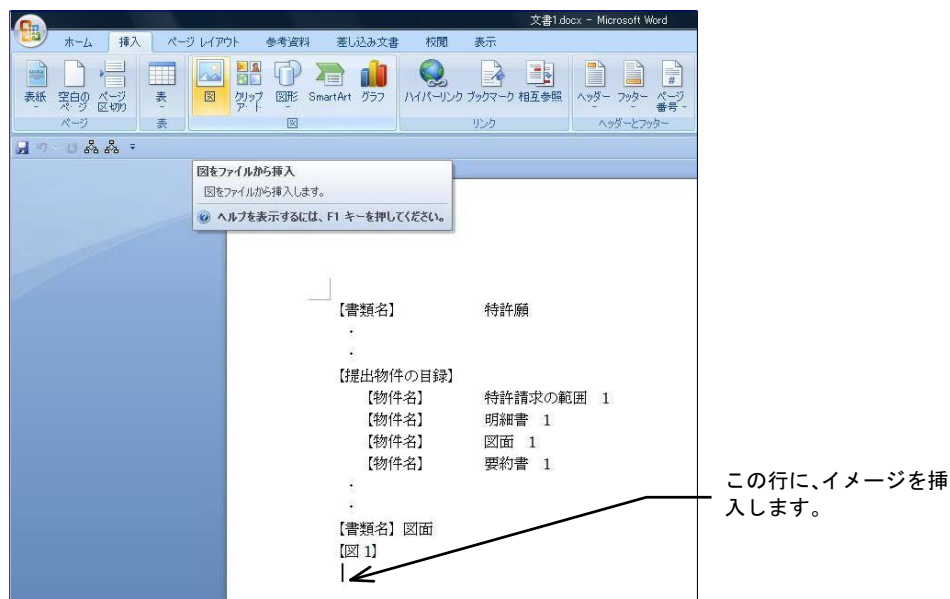 文書1.docx - Microsoft Word
ホーム 挿入 ページ レイアウト 参考資料 差し込み文書 校閲 表示
表紙 空白のページ ページ区切り 表 図 クリップアート 図形 SmartArt グラフ ハイパーリンク ブックマーク 相互参照 ヘッダー フッター ページ番号
ページ 表 図 リンク ヘッダーとフッター
図をファイルから挿入
図をファイルから挿入します。
ヘルプを表示するには、F1 キーを押してください。
【書類名】 特許願
・
・
【提出物件の目録】
【物件名】 特許請求の範囲 1
【物件名】 明細書 1
【物件名】 図面 1
【物件名】 要約書 1
・
・
【書類名】図面
【図 1】
この行に、イメージを挿
入します。